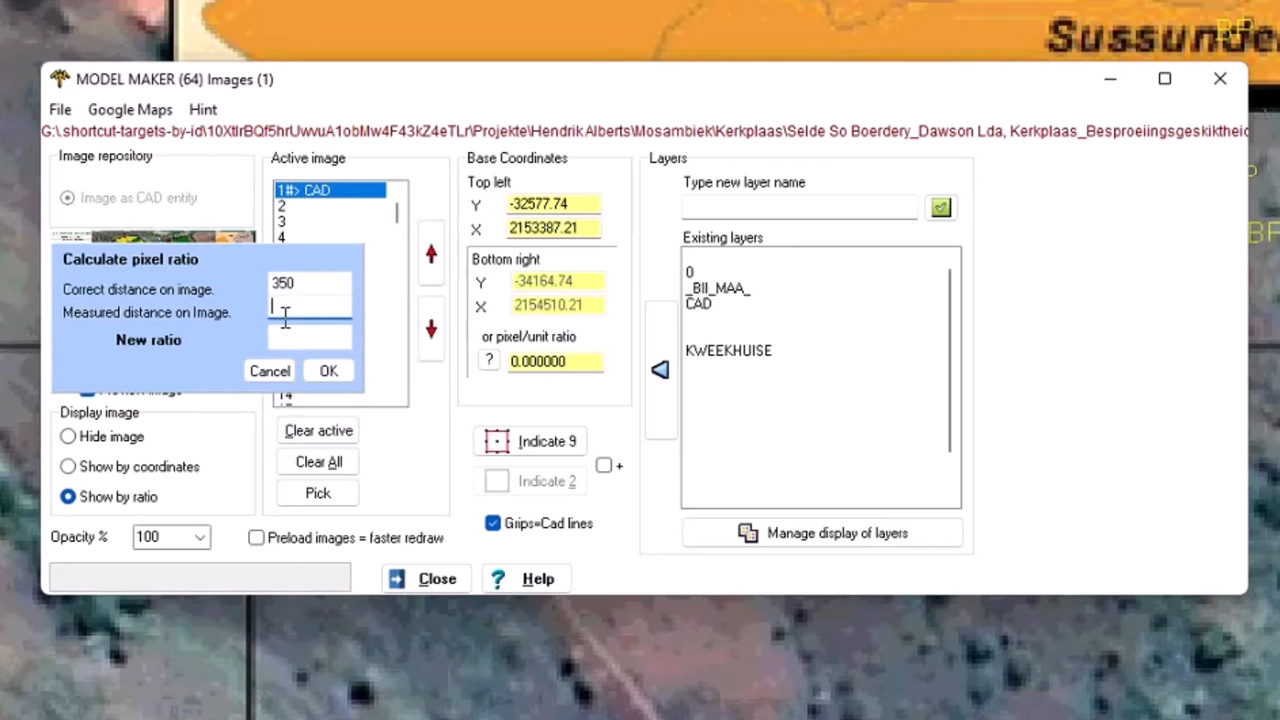 Sussunde
BP
MODEL MAKER (64) Images (1)
File Google Maps Hint
G:\.shortcut-targets-by-id\10XtIrBQf5hrUwvuA1obMw4F43kZ4eTLr\Projekte\HendrikAlberts\Mosambiek\Kerkplaas\Selde So Boerdery_Dawson Lda, Kerkplaas_Besproeiingsgeskiktheid
Image repository
Image as CAD entity
Active image
1#> CAD
2
3
4
14
Calculate pixel ratio
Correct distance on image. 350
Measured distance on Image.
New ratio
Cancel OK
Display image
Hide image
Show by coordinates
Show by ratio
Opacity % 100
Clear active
Clear All
Pick
Preload images = faster redraw
Base Coordinates
Top left
Y -32577.74
X 2153387.21
Bottom right
Y -34164.74
X 2154510.21
or pixel/unit ratio
? 0.000000
Indicate 9
Indicate 2
+
Grips=Cad lines
Layers
Type new layer name
Existing layers
0
_BII_MAA_
CAD
KWEEKHUISE
Manage display of layers
Close
? Help